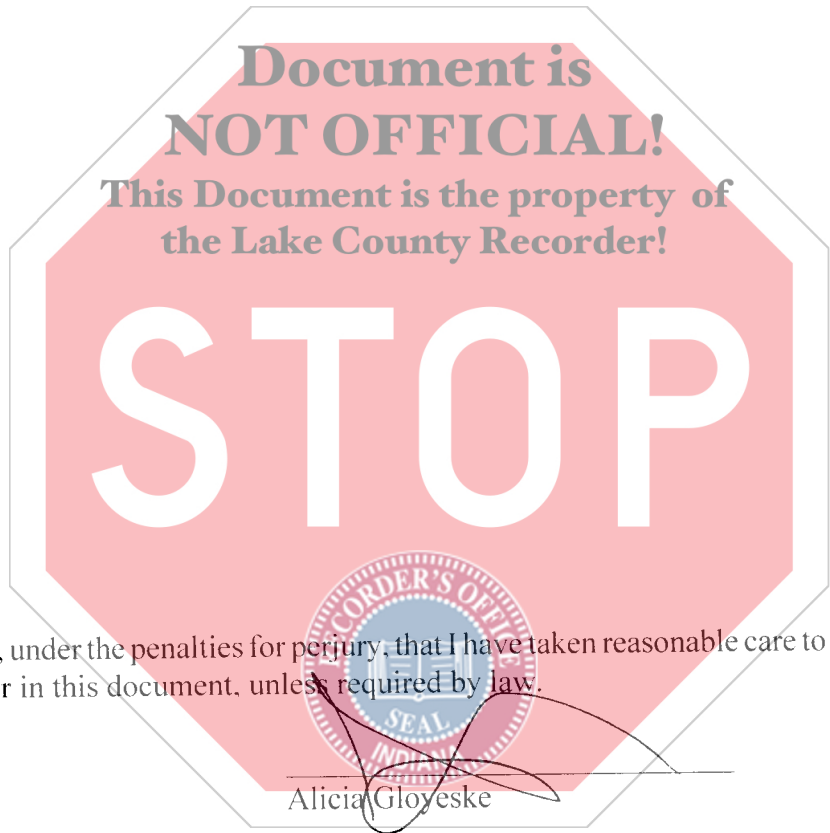 Document is
NOT OFFICIAL!
This Document is the property of
the Lake County Recorder!
STOP
RECORDER'S OFFICE
, under the penalties for perjury, that I have taken reasonable care to
r in this document, unless required by law.
SEAL
INDIANA
Alicia Gloyeske